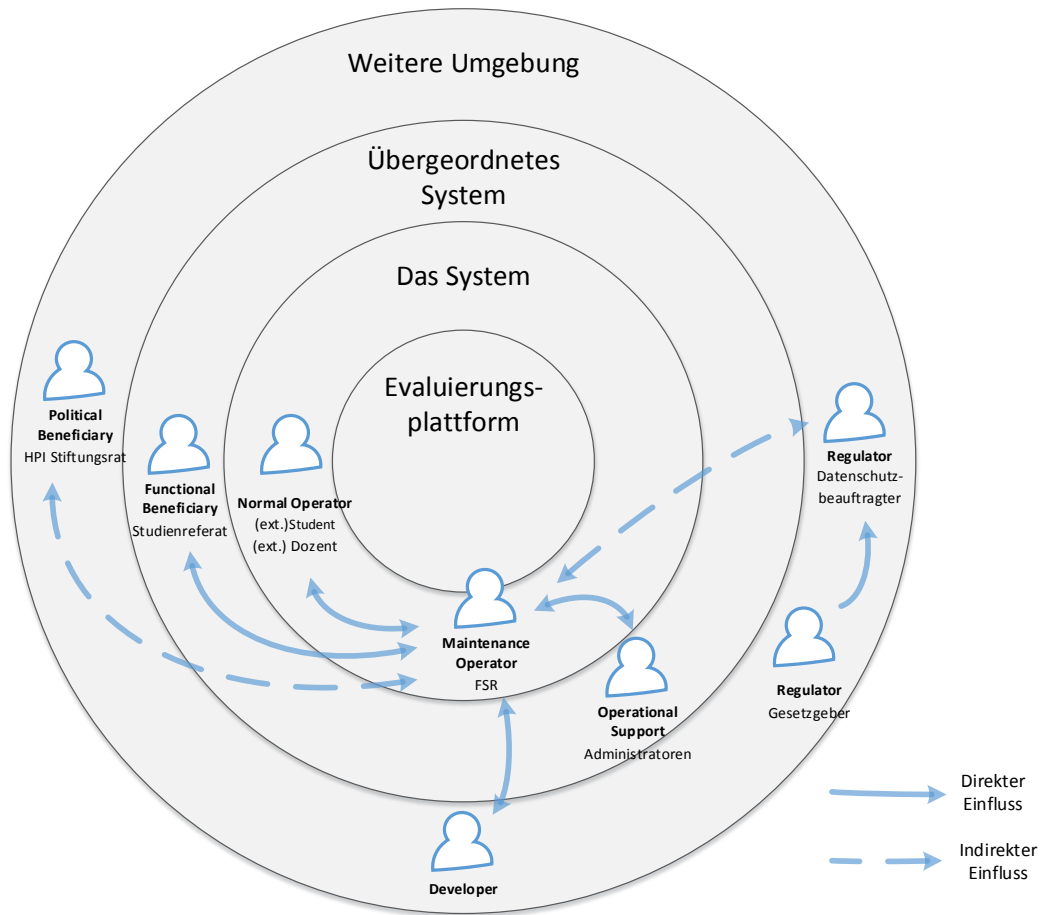 Weitere Umgebung
Übergeordnetes
System
Das System
Evaluierungs-
plattform
Political
Beneficiary
HPI Stiftungsrat
Functional
Beneficiary
Studienreferat
Normal Operator
(ext.)Student
(ext.) Dozent
Regulator
Datenschutz-
beauftragter
Maintenance
Operator
FSR
Operational
Support
Administratoren
Regulator
Gesetzgeber
Developer
Direkter
Einfluss
Indirekter
Einfluss